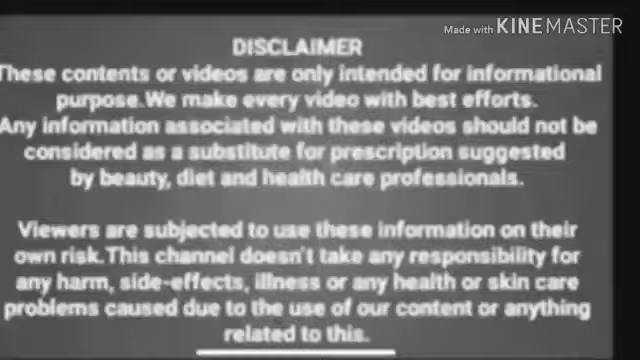 Made with KINEMASTER
DISCLAIMER
These contents or videos are only intended for informational
purpose.We make every video with best efforts.
Any information associated with these videos should not be
considered as a substitute for prescription suggested
by beauty, diet and health care professionals.
Viewers are subjected to use these information on their
own risk.This channel doesn't take any responsibility for
any harm, side-effects, illness or any health or skin care
problems caused due to the use of our content or anything
related to this.